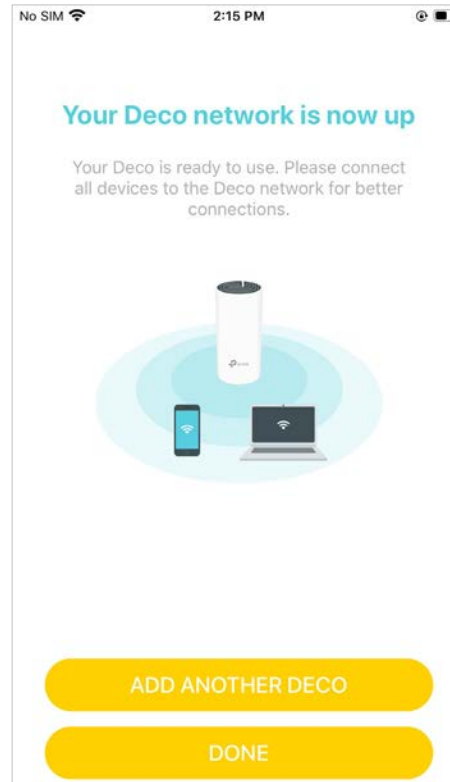 No SIM 2:15 PM
Your Deco network is now up
Your Deco is ready to use. Please connect
all devices to the Deco network for better
connections.
ADD ANOTHER DECO
DONE